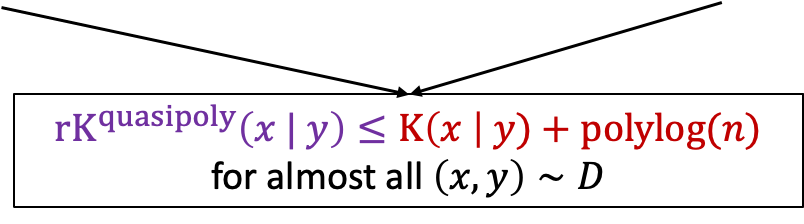 rK^quasipoly(x | y) ≤ K(x | y) + polylog(n)
for almost all (x, y) ~ D